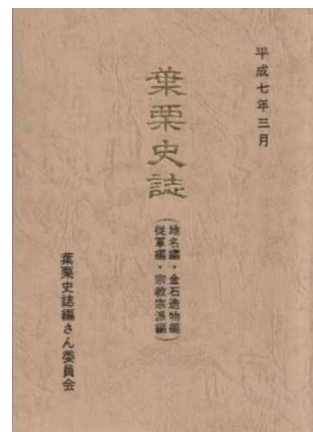 平成七年三月
葉栗史誌
(地名編・金石造物編
従軍編・宗教宗派編)
葉栗史誌編さん委員会